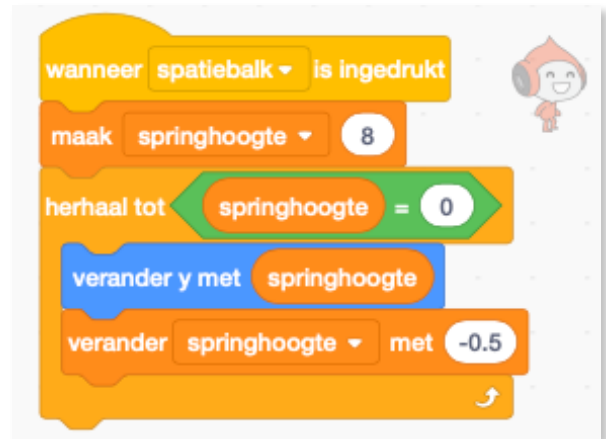 wanneer spatiebalk is ingedrukt
maak springhoogte 8
herhaal tot springhoogte = 0
verander y met springhoogte
verander springhoogte met -0.5